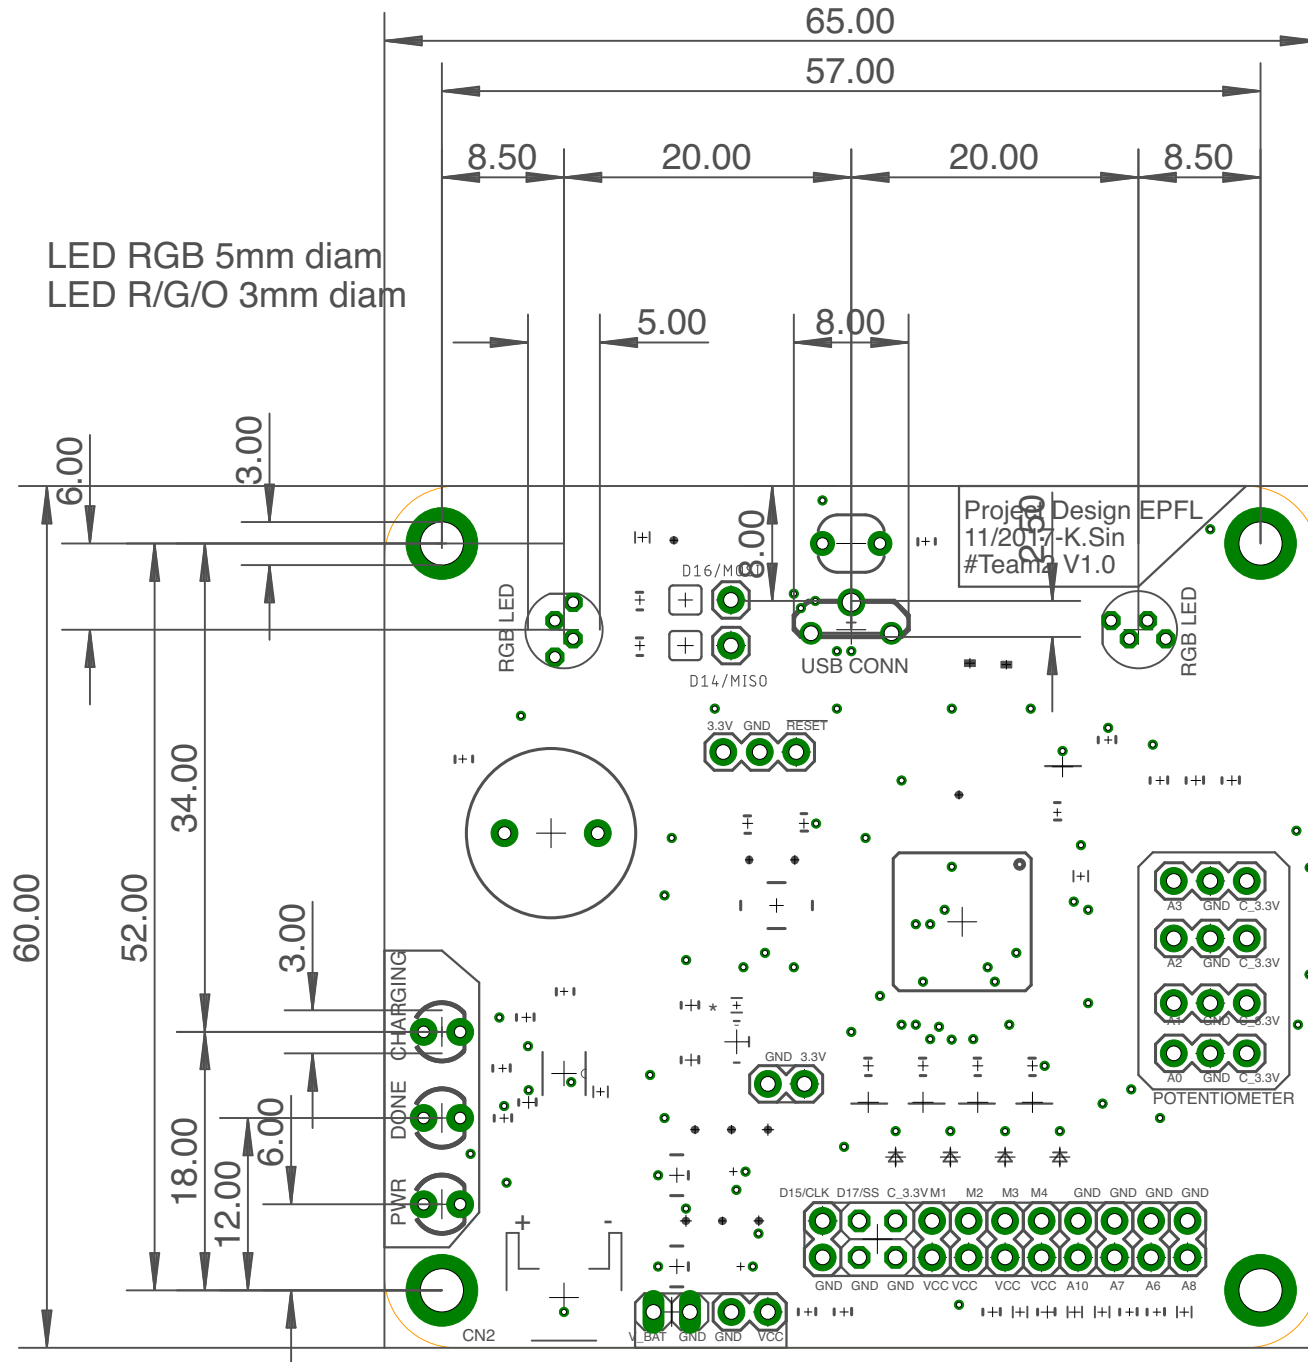 65.00
57.00
8.50 20.00 20.00 8.50
LED RGB 5mm diam
LED R/G/O 3mm diam
5.00 8.00
6.00
3.00
8.00
2.50
Project Design EPFL
11/2017-K.Sin
#Team3 V1.0
D16/MOSI
RGB LED
RGB LED
USB CONN
D14/MISO
3.3V GND RESET
34.00
60.00
52.00
3.00
CHARGING
A3 GND C_3.3V
A2 GND C_3.3V
A1 GND C_3.3V
A0 GND C_3.3V
POTENTIOMETER
*
GND 3.3V
DONE
18.00
6.00
12.00
PWR
+ -
D15/CLK D17/SS C_3.3V M1 M2 M3 M4 GND GND GND GND
GND GND GND VCC VCC VCC VCC A10 A7 A6 A8
CN2
V_BAT GND GND VCC